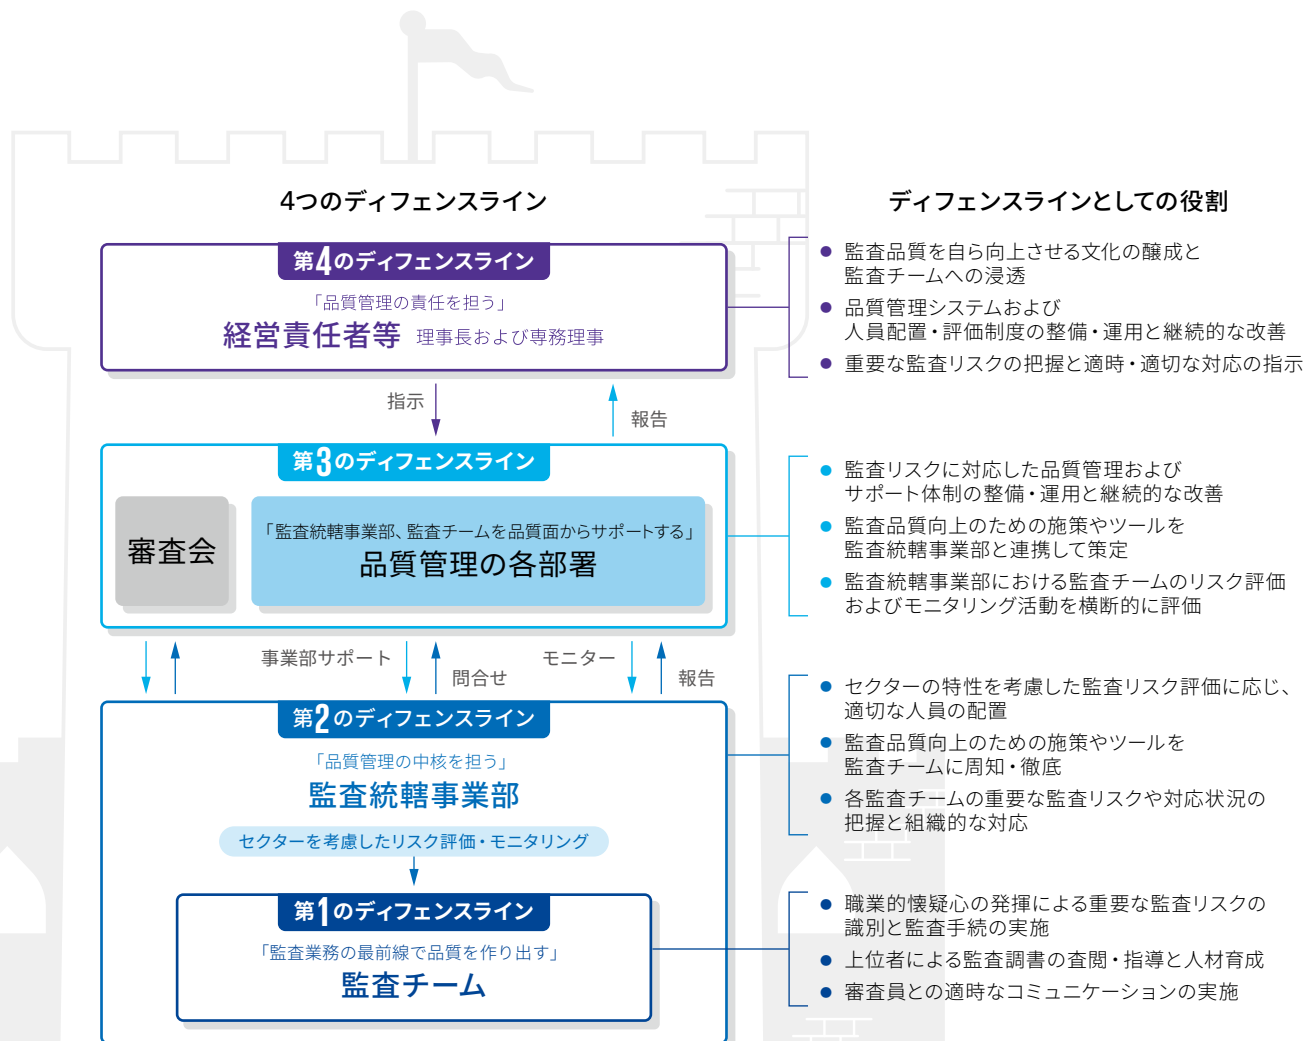 4つのディフェンスライン
ディフェンスラインとしての役割
第4のディフェンスライン
「品質管理の責任を担う」
経営責任者等 理事長および専務理事
● 監査品質を自ら向上させる文化の醸成と
監査チームへの浸透
● 品質管理システムおよび
人員配置・評価制度の整備・運用と継続的な改善
● 重要な監査リスクの把握と適時・適切な対応の指示
指示
報告
第3のディフェンスライン
審査会
「監査統轄事業部、監査チームを品質面からサポートする」
品質管理の各部署
● 監査リスクに対応した品質管理および
サポート体制の整備・運用と継続的な改善
● 監査品質向上のための施策やツールを
監査統轄事業部と連携して策定
● 監査統轄事業部における監査チームのリスク評価
およびモニタリング活動を横断的に評価
事業部サポート
問合せ
モニター
報告
第2のディフェンスライン
「品質管理の中核を担う」
監査統轄事業部
セクターを考慮したリスク評価・モニタリング
● セクターの特性を考慮した監査リスク評価に応じ、
適切な人員の配置
● 監査品質向上のための施策やツールを
監査チームに周知・徹底
● 各監査チームの重要な監査リスクや対応状況の
把握と組織的な対応
第1のディフェンスライン
「監査業務の最前線で品質を作り出す」
監査チーム
● 職業的懐疑心の発揮による重要な監査リスクの
識別と監査手続の実施
● 上位者による監査調書の査閲・指導と人材育成
● 審査員との適時なコミュニケーションの実施